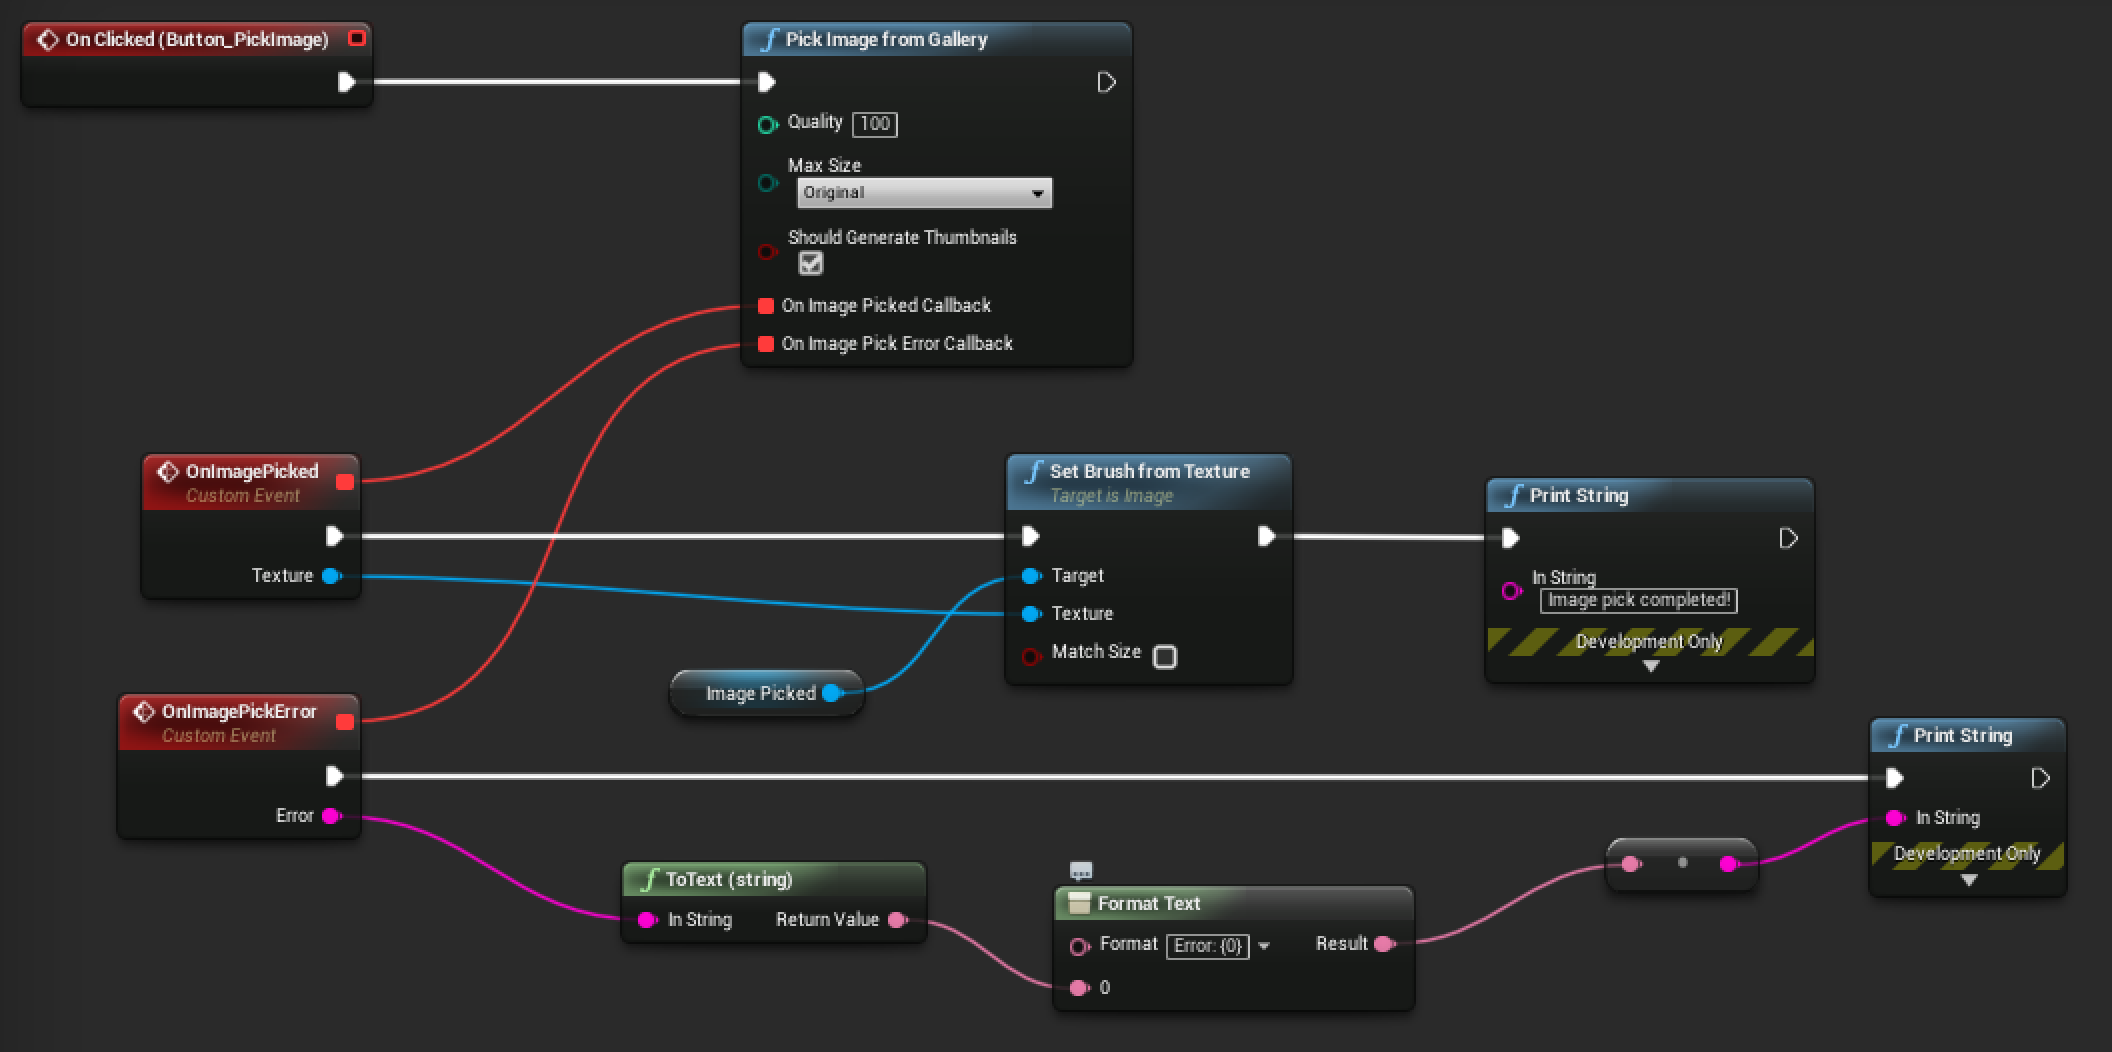 On Clicked (Button_PickImage)
Pick Image from Gallery
Quality 100
Max Size
Original
Should Generate Thumbnails
On Image Picked Callback
On Image Pick Error Callback
OnImagePicked
Custom Event
Texture
Set Brush from Texture
Target is Image
Target
Texture
Match Size
Print String
In String
Image pick completed!
Development Only
Image Picked
OnImagePickError
Custom Event
Error
Print String
In String
Development Only
ToText (string)
In String Return Value
Format Text
Format Error: {0} Result
0